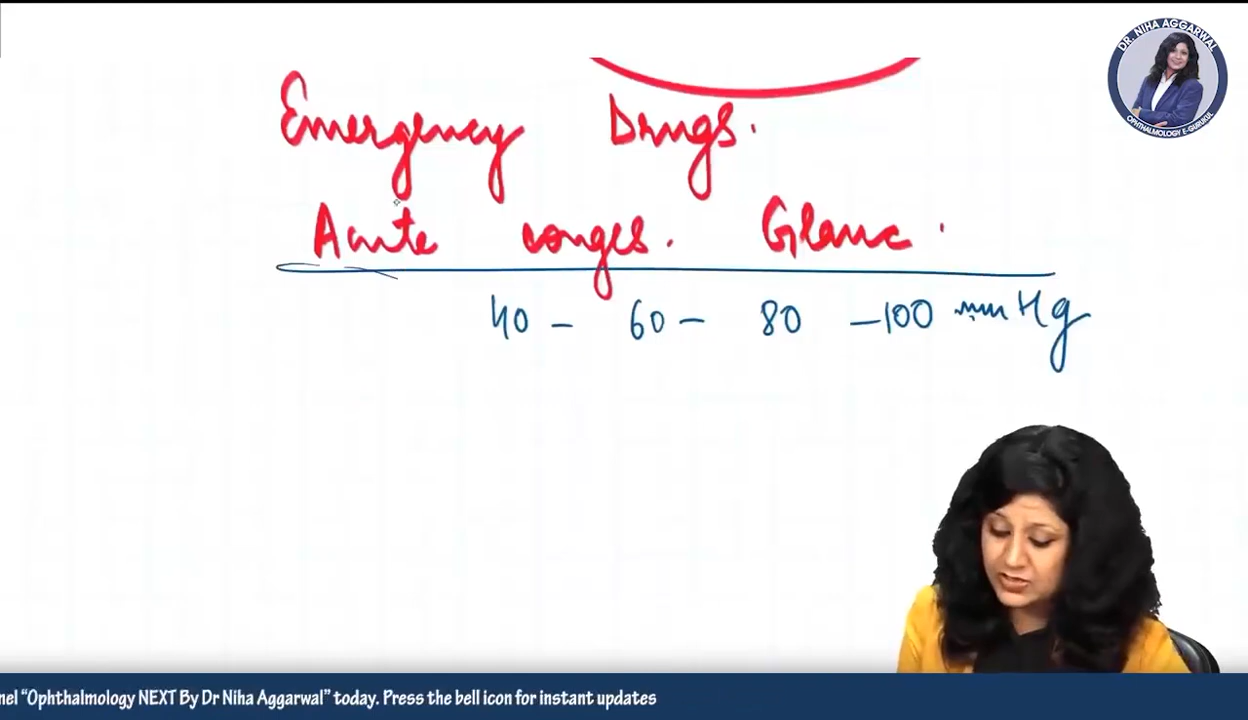 DR. NIHA AGGARWAL
OPHTHALMOLOGY E-GURUKUL
Emergency Drugs.
Acute conges. Glauc.
40 - 60 - 80 - 100 mmHg
nel “Ophthalmology NEXT By Dr Niha Aggarwal” today. Press the bell icon for instant updates